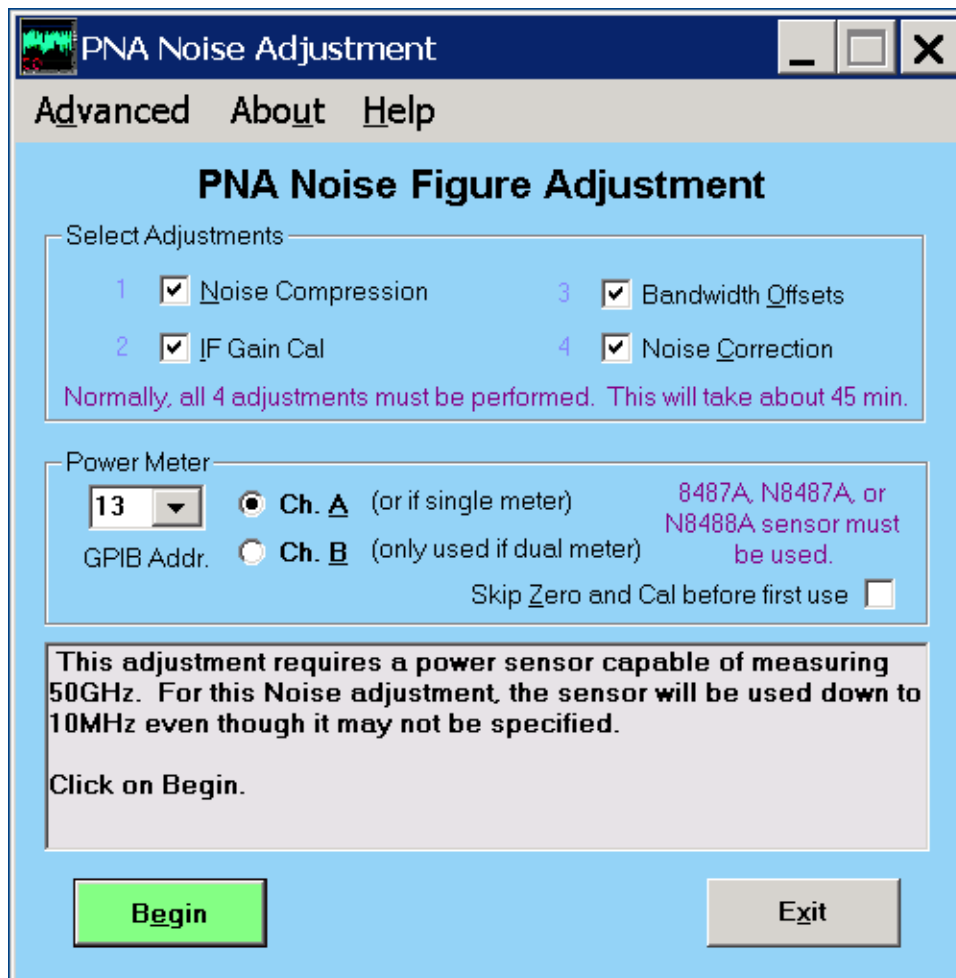 PNA Noise Adjustment
Advanced About Help
PNA Noise Figure Adjustment
Select Adjustments
1 Noise Compression
3 Bandwidth Offsets
2 IF Gain Cal
4 Noise Correction
Normally, all 4 adjustments must be performed. This will take about 45 min.
Power Meter
13
GPIB Addr.
Ch. A (or if single meter)
Ch. B (only used if dual meter)
8487A, N8487A, or
N8488A sensor must
be used.
Skip Zero and Cal before first use
This adjustment requires a power sensor capable of measuring
50GHz. For this Noise adjustment, the sensor will be used down to
10MHz even though it may not be specified.
Click on Begin.
Begin
Exit